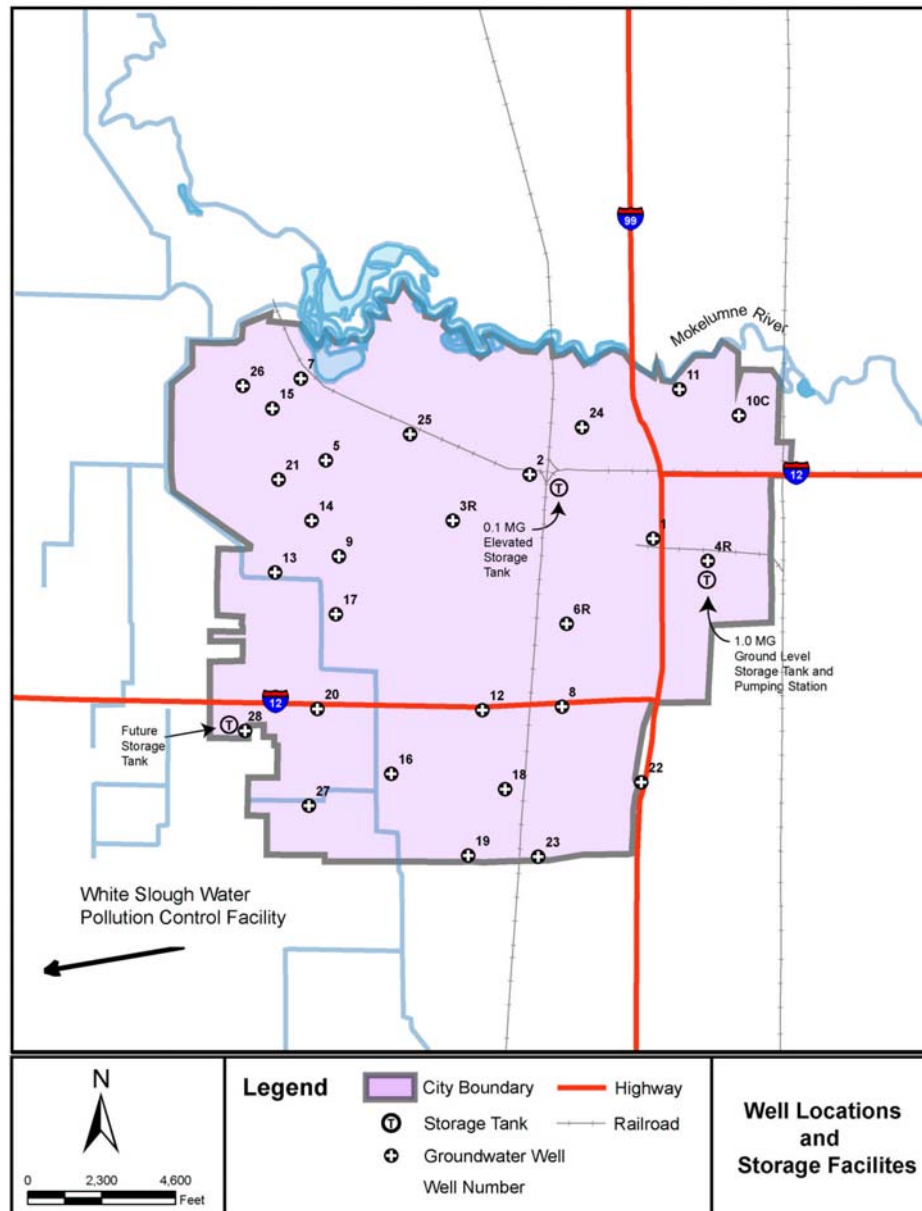 99
Mokelumne River
11
26
7
10C
15
24
25
5
2
12
21
14
3R
0.1 MG
Elevated
Storage
Tank
1
9
4R
13
17
6R
1.0 MG
Ground Level
Storage Tank and
Pumping Station
12
20
12
8
Future
Storage
Tank
28
16
18
22
27
19
23
White Slough Water
Pollution Control Facility
N
0 2,300 4,600
Feet
Legend
City Boundary
Highway
T Storage Tank
Railroad
Groundwater Well
Well Number
Well Locations
and
Storage Facilites
T
T
T